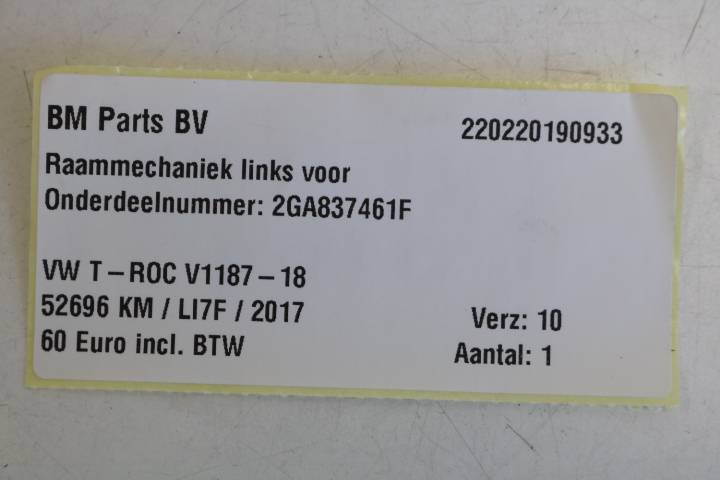 BM Parts BV 220220190933
Raammechaniek links voor
Onderdeelnummer: 2GA837461F
VW T-ROC V1187-18
52696 KM / LI7F / 2017 Verz: 10
60 Euro incl. BTW Aantal: 1